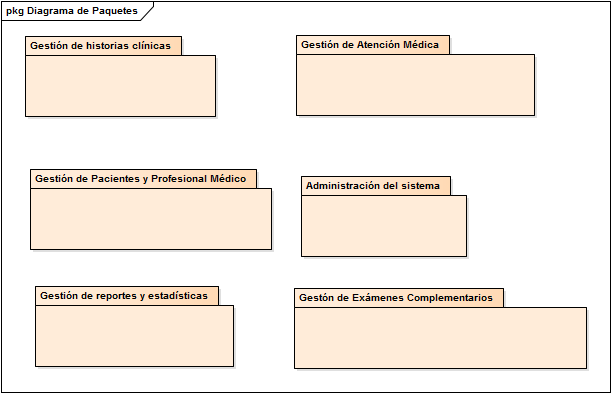 pkg Diagrama de Paquetes
Gestión de historias clínicas
Gestión de Atención Médica
Gestión de Pacientes y Profesional Médico
Administración del sistema
Gestión de reportes y estadísticas
Gestón de Exámenes Complementarios